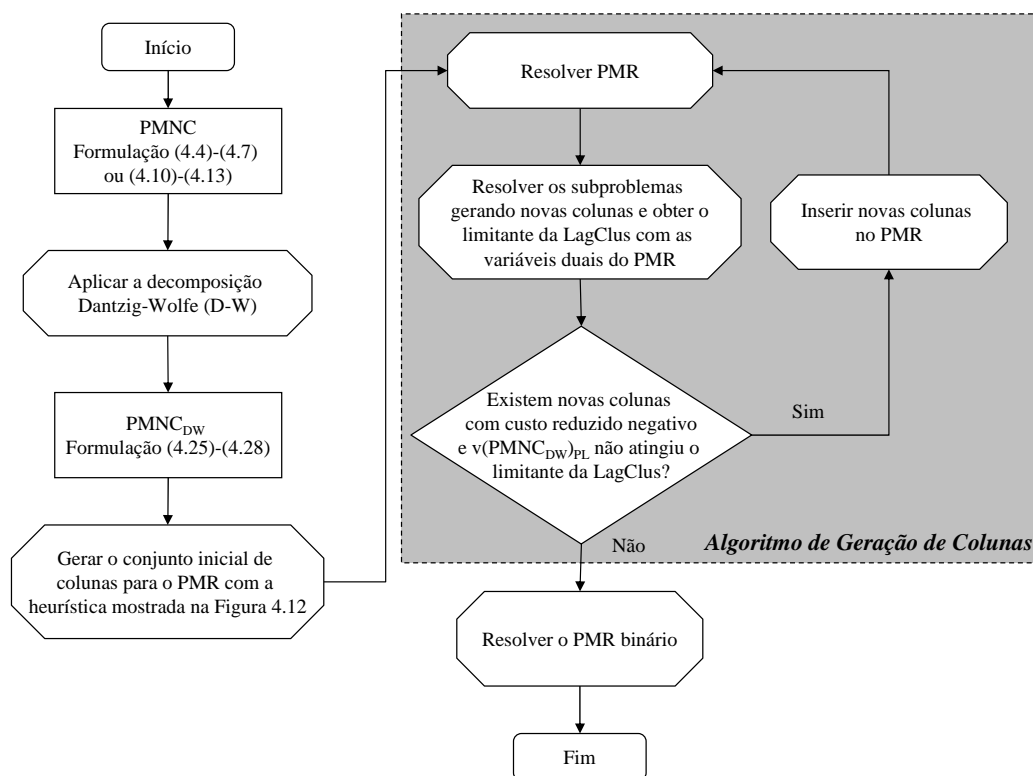 Início
PMNC
Formulação (4.4)-(4.7)
ou (4.10)-(4.13)
Aplicar a decomposição
Dantzig-Wolfe (D-W)
PMNC_DW
Formulação (4.25)-(4.28)
Gerar o conjunto inicial de
colunas para o PMR com a
heurística mostrada na Figura 4.12
Resolver PMR
Resolver os subproblemas
gerando novas colunas e obter o
limitante da LagClus com as
variáveis duais do PMR
Inserir novas colunas
no PMR
Existem novas colunas
com custo reduzido negativo
e v(PMNC_DW)_PL não atingiu o
limitante da LagClus?
Sim
Não
Algoritmo de Geração de Colunas
Resolver o PMR binário
Fim